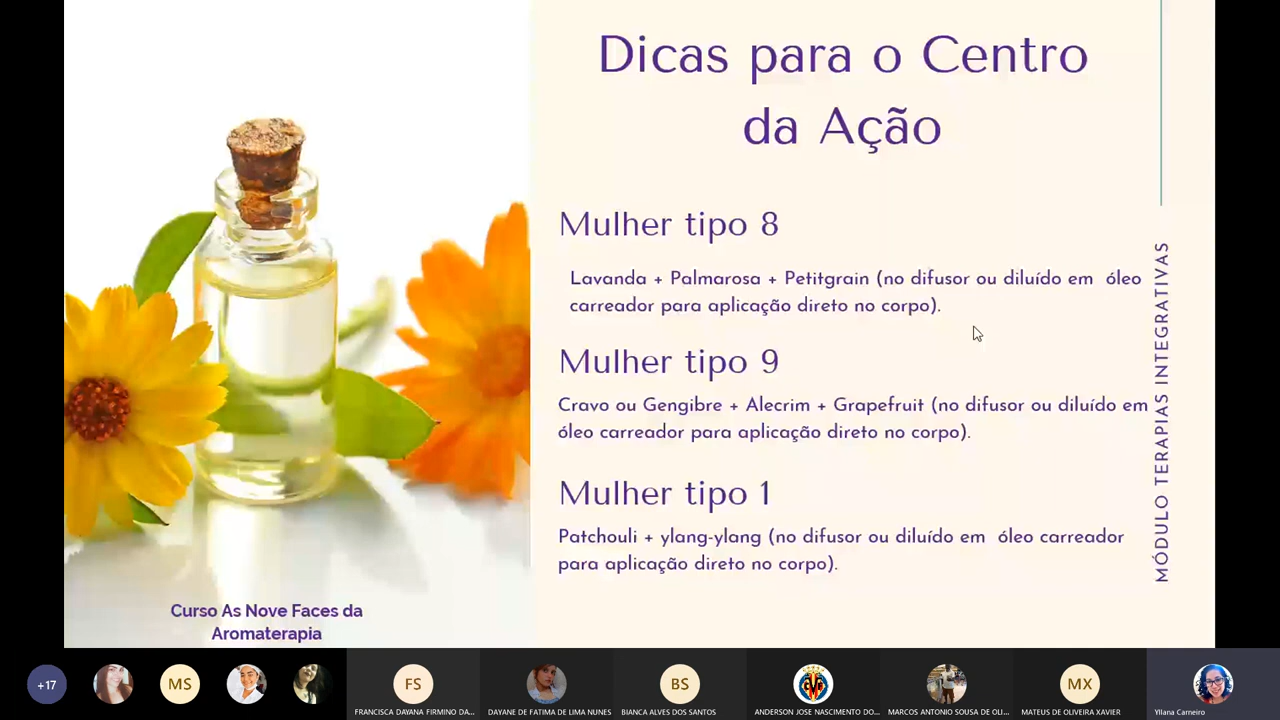 Dicas para o Centro
da Ação
Mulher tipo 8
Lavanda + Palmarosa + Petitgrain (no difusor ou diluído em óleo
carreador para aplicação direto no corpo).
Mulher tipo 9
Cravo ou Gengibre + Alecrim + Grapefruit (no difusor ou diluído em
óleo carreador para aplicação direto no corpo).
Mulher tipo 1
Patchouli + ylang-ylang (no difusor ou diluído em óleo carreador
para aplicação direto no corpo).
MÓDULO TERAPIAS INTEGRATIVAS
Curso As Nove Faces da
Aromaterapia
+17
MS
FS
BS
MX
FRANCISCA DAYANA FIRMINO DA...
DAYANE DE FATIMA DE LIMA NUNES
BIANCA ALVES DOS SANTOS
ANDERSON JOSE NASCIMENTO DO...
MARCOS ANTONIO SOUSA DE OLI...
MATEUS DE OLIVEIRA XAVIER
Yllana Carneiro